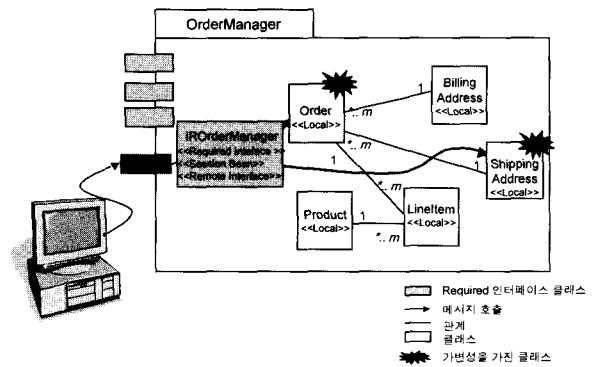 OrderManager
Order
<<Local>>
1
Billing
Address
<<Local>>
*.. m
IROrderManager
<<Required Interface >>
<<Session Bean>>
<<Remote Interface>>
1
*.. m
1
Shipping
Address
<<Local>>
*.. m
Product
<<Local>>
1
*.. m
LineItem
<<Local>>
Required 인터페이스 클래스
메시지 호출
관계
클래스
가변성을 가진 클래스